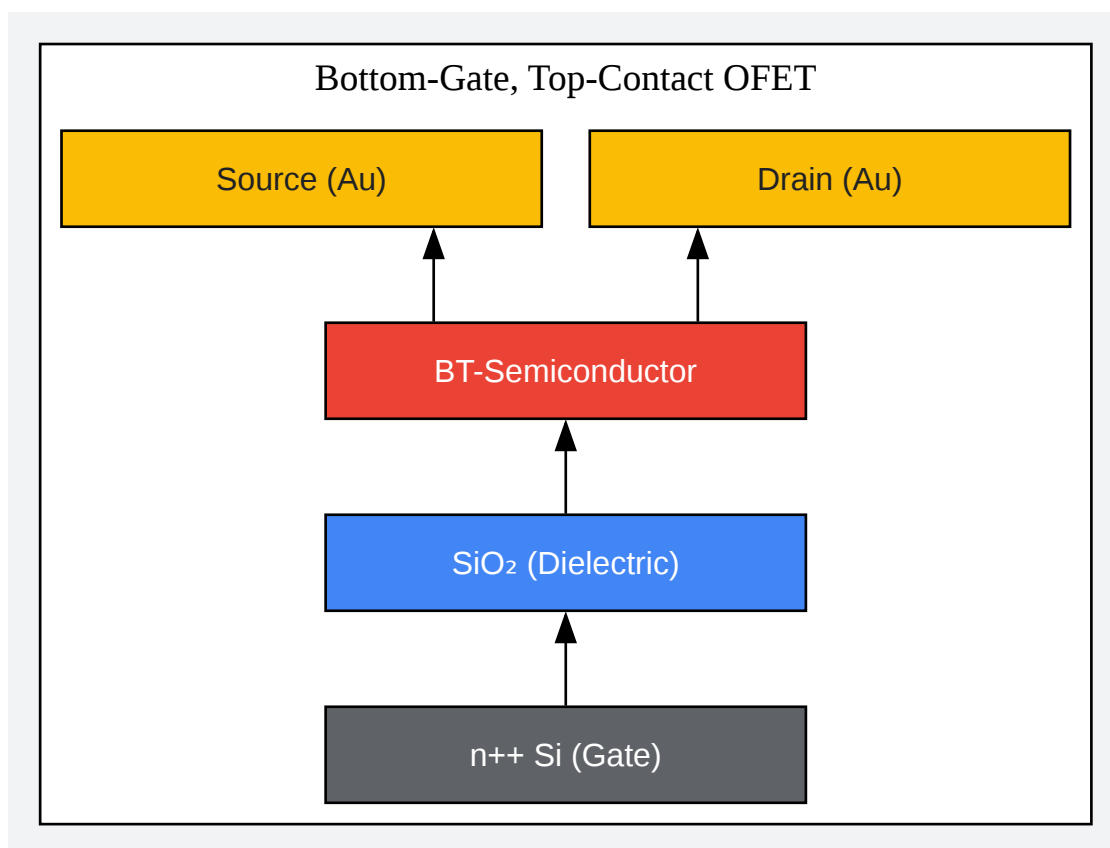 Bottom-Gate, Top-Contact OFET
Source (Au)
Drain (Au)
BT-Semiconductor
SiO₂ (Dielectric)
n++ Si (Gate)